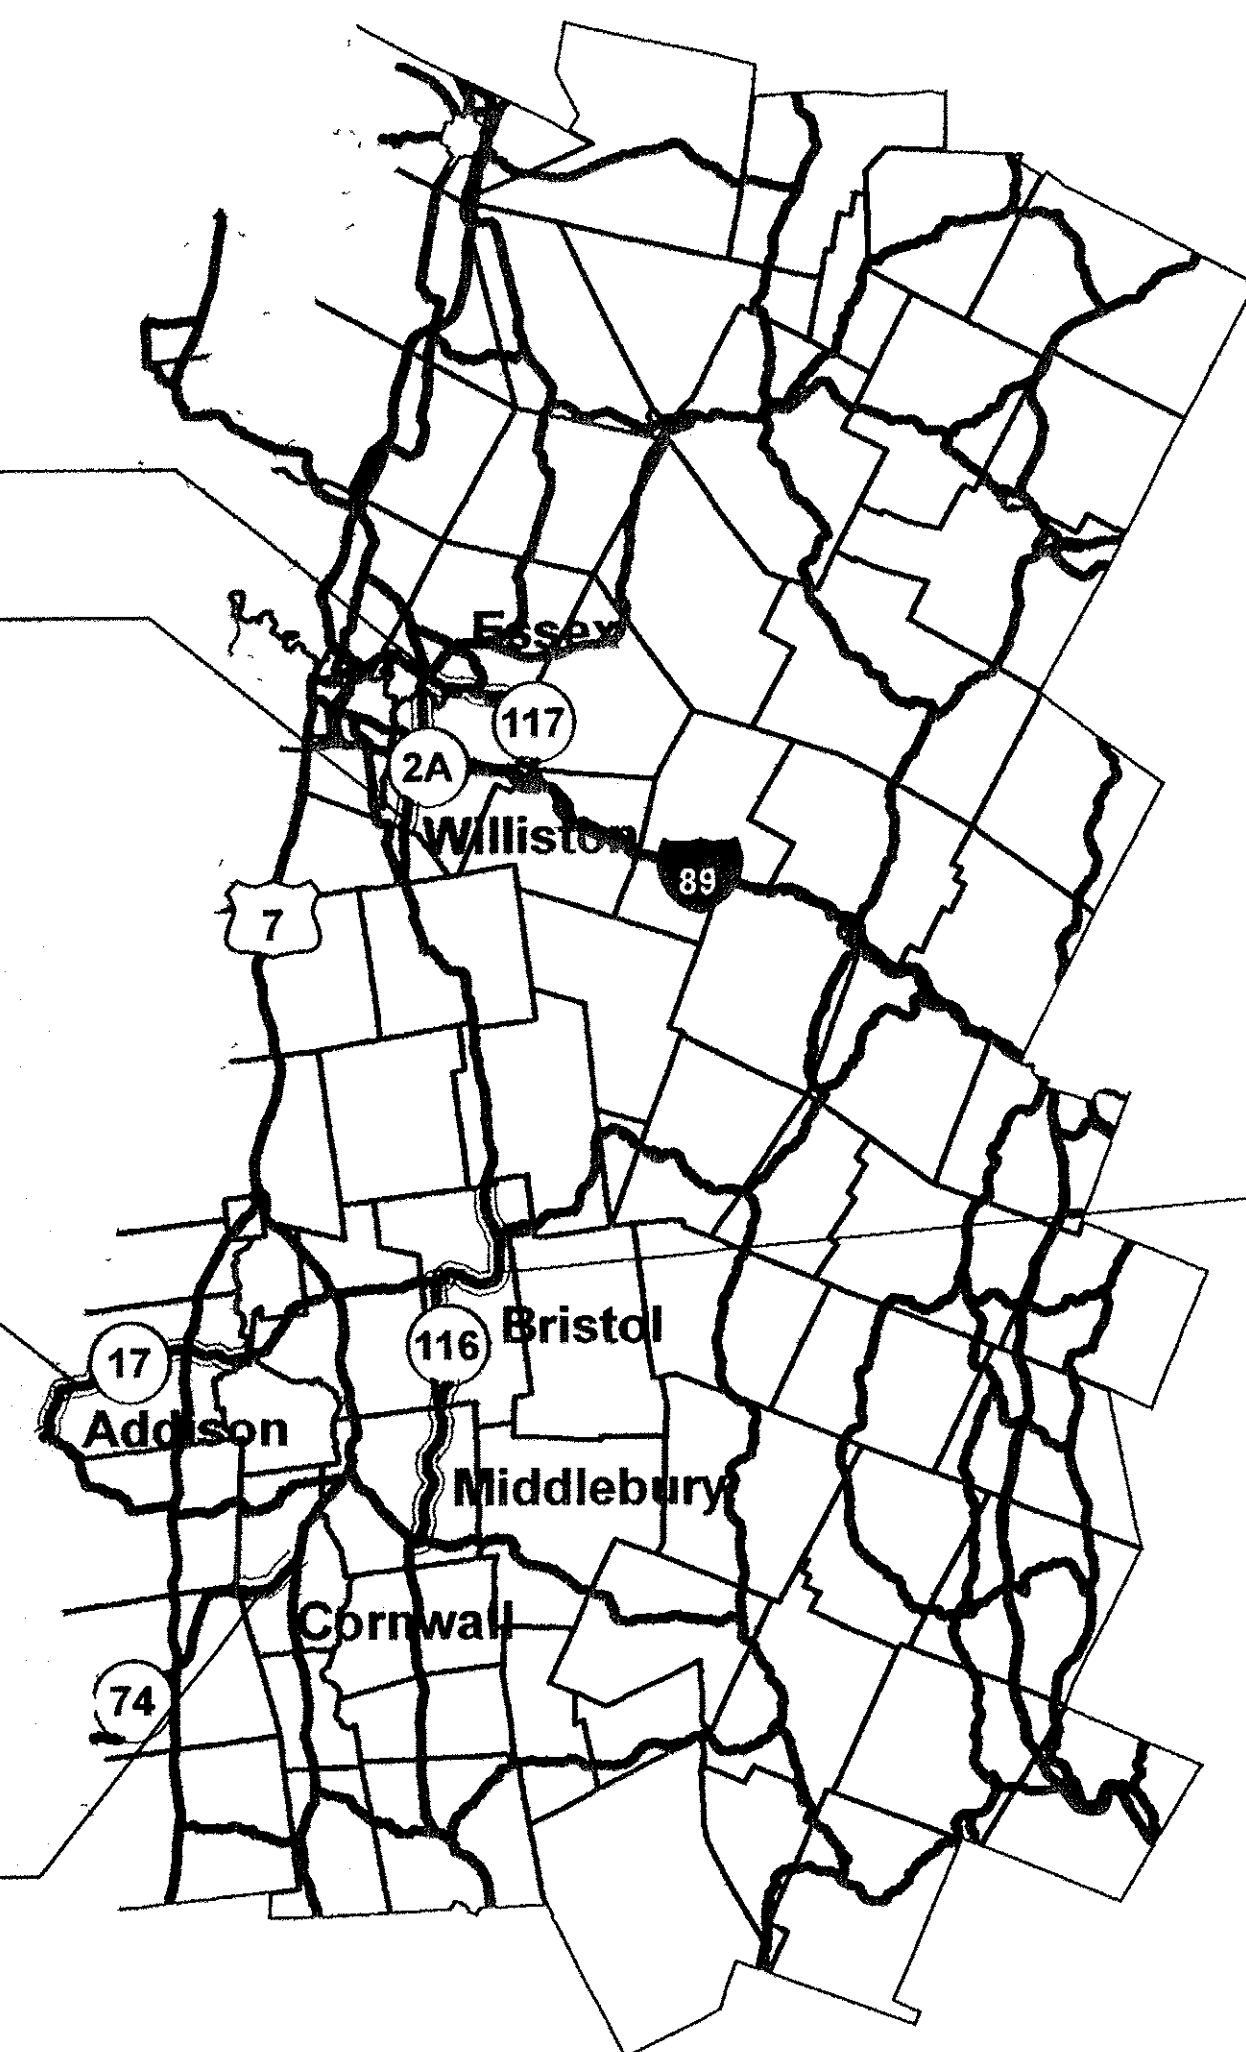 Essex
117
2A
Williston
89
7
Bristol
116
17
Addison
Middlebury
Cornwall
74